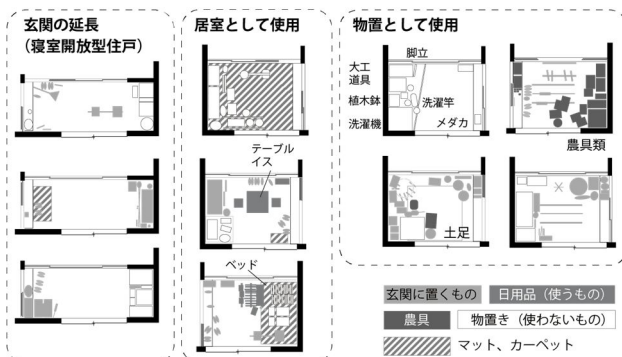 玄関の延長
（寝室開放型住戸）
居室として使用
テーブル
イス
ベッド
物置として使用
脚立
大工
道具
植木鉢
洗濯竿
洗濯機
メダカ
農具類
土足
玄関に置くもの
日用品（使うもの）
農具
物置き（使わないもの）
マット、カーペット